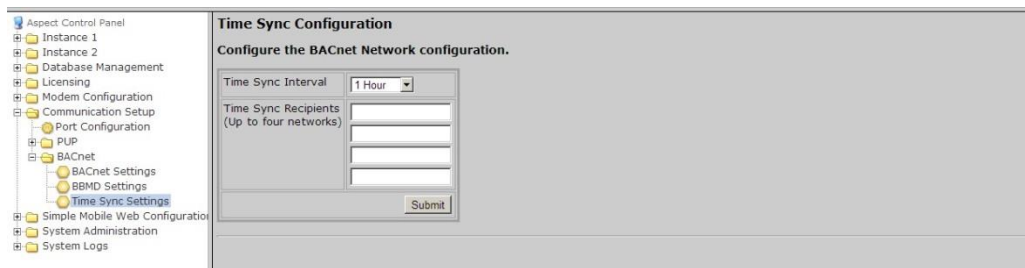 Aspect Control Panel
Instance 1
Instance 2
Database Management
Licensing
Modem Configuration
Communication Setup
Port Configuration
PUP
BACnet
BACnet Settings
BBMD Settings
Time Sync Settings
Simple Mobile Web Configuratio
System Administration
System Logs
Time Sync Configuration
Configure the BACnet Network configuration.
Time Sync Interval
1 Hour
Time Sync Recipients
(Up to four networks)
Submit